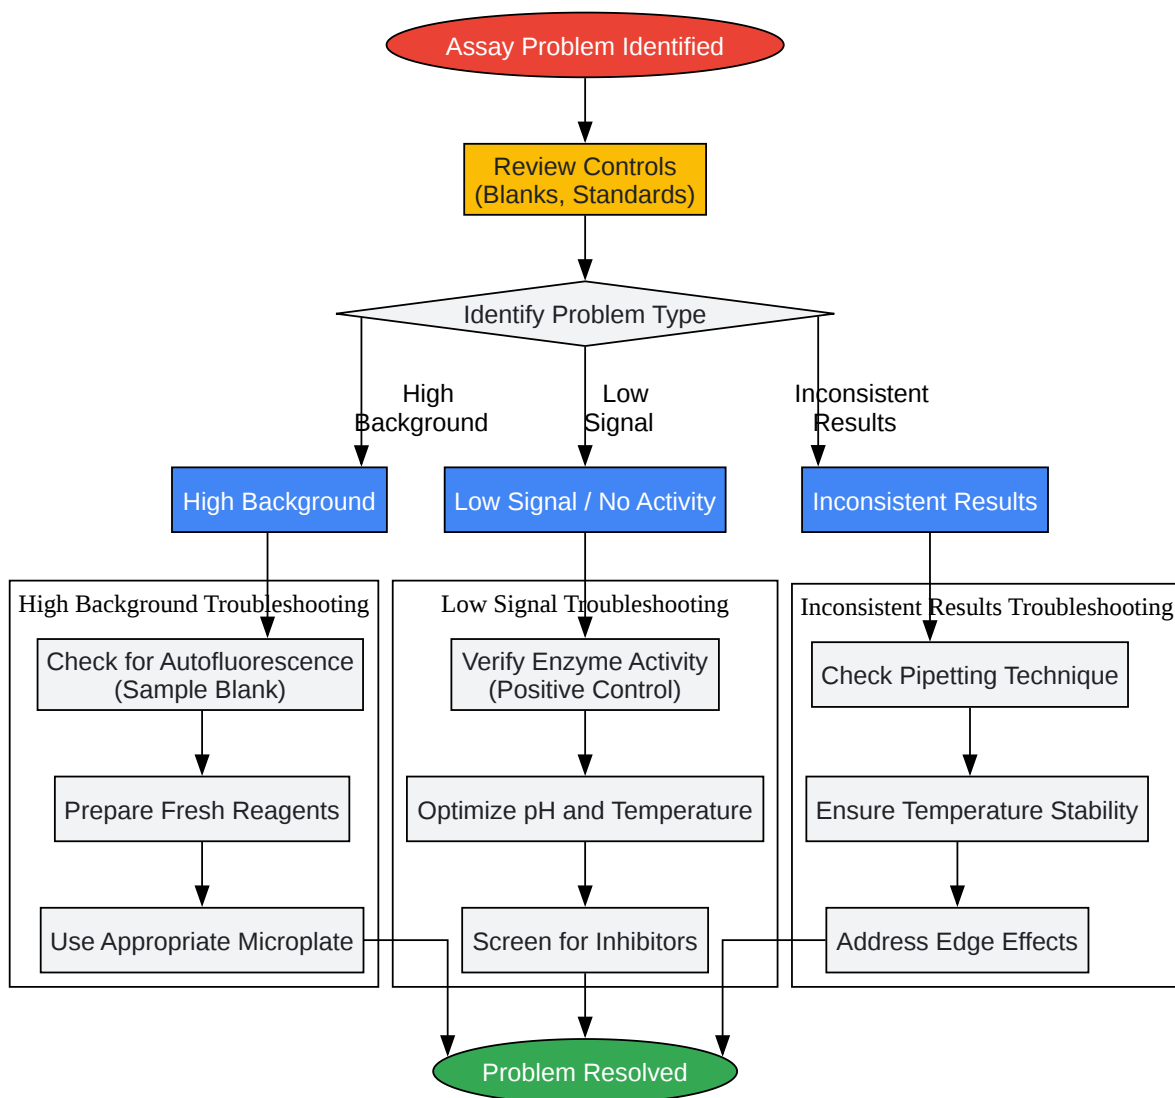 Assay Problem Identified
Review Controls
(Blanks, Standards)
Identify Problem Type
High
Background
Low
Signal
Inconsistent
Results
High Background
Low Signal / No Activity
Inconsistent Results
High Background Troubleshooting
Low Signal Troubleshooting
Inconsistent Results Troubleshooting
Check for Autofluorescence
(Sample Blank)
Verify Enzyme Activity
(Positive Control)
Check Pipetting Technique
Prepare Fresh Reagents
Optimize pH and Temperature
Ensure Temperature Stability
Use Appropriate Microplate
Screen for Inhibitors
Address Edge Effects
Problem Resolved